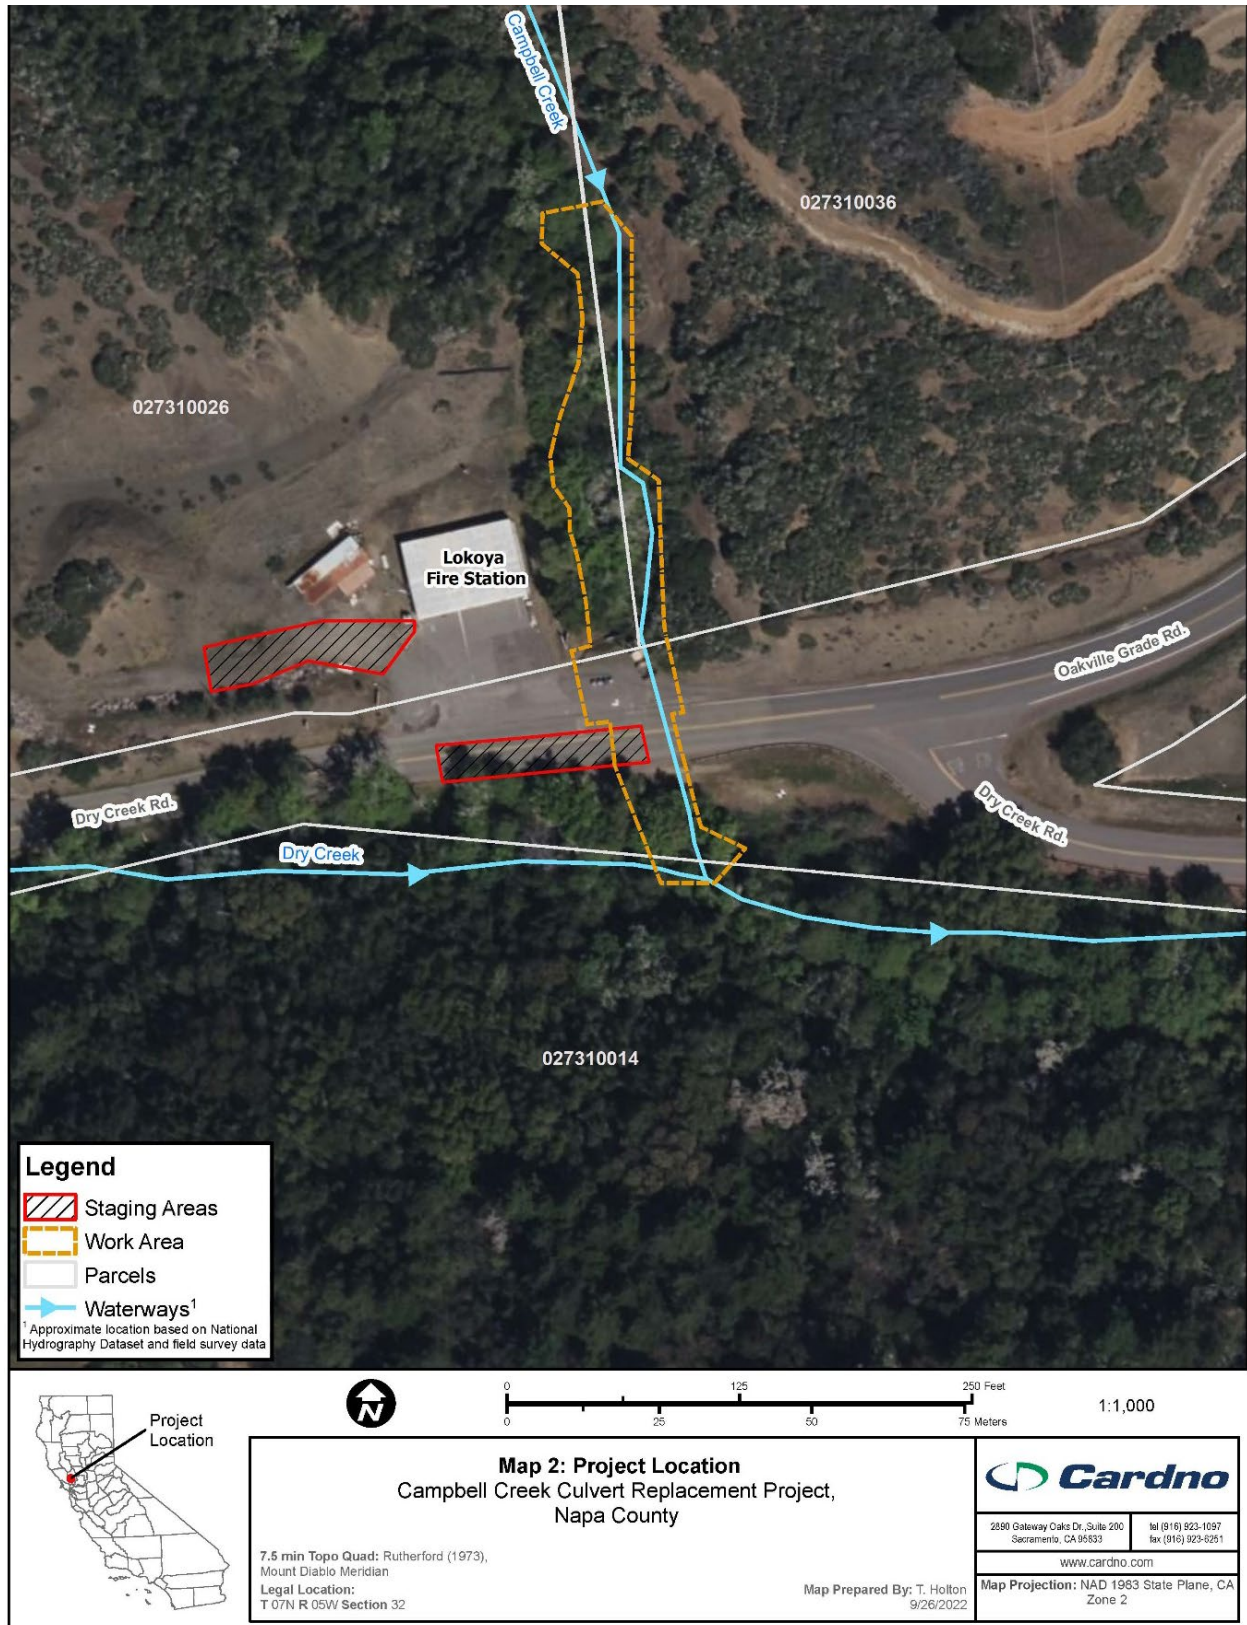 Campbell Creek
027310036
027310026
Lokoya
Fire Station
Oakville Grade Rd.
Dry Creek Rd.
Dry Creek Rd.
Dry Creek
027310014
Legend
Staging Areas
Work Area
Parcels
Waterways1
1 Approximate location based on National
Hydrography Dataset and field survey data
Project
Location
N
0 125 250 Feet
0 25 50 75 Meters
1:1,000
Map 2: Project Location
Campbell Creek Culvert Replacement Project,
Napa County
7.5 min Topo Quad: Rutherford (1973),
Mount Diablo Meridian
Legal Location:
T 07N R 05W Section 32
Map Prepared By: T. Holton
9/26/2022
Cardno
2890 Gateway Oaks Dr.,Suite 200
Sacramento, CA 95833
tel (916) 923-1097
fax (916) 923-6251
www.cardno.com
Map Projection: NAD 1983 State Plane, CA
Zone 2